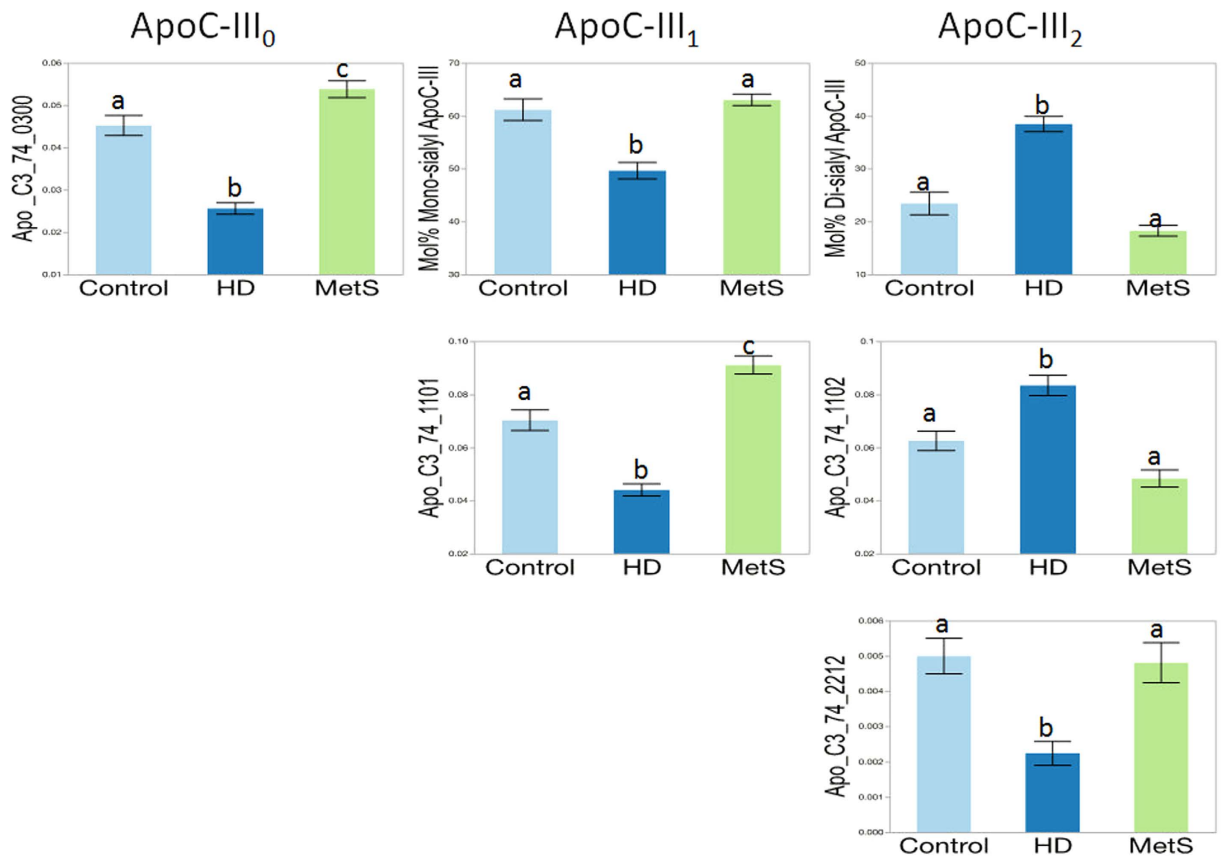 ApoC-III0
ApoC-III1
ApoC-III2
Apo _C3_74_0300
0.06
0.05
0.04
0.03
0.02
0.01
a
b
c
Control HD MetS
Mol% Mono-sialyl ApoC-III
70
60
50
40
30
a
b
a
Control HD MetS
Mol% Di-sialyl ApoC-III
50
40
30
20
10
a
b
a
Control HD MetS
Apo_C3_74_1101
0.10
0.08
0.06
0.04
0.02
a
b
c
Control HD MetS
Apo_C3_74_1102
0.1
0.08
0.06
0.04
0.02
a
b
a
Control HD MetS
Apo_C3_74_2212
0.006
0.005
0.004
0.003
0.002
0.001
0.000
a
b
a
Control HD MetS